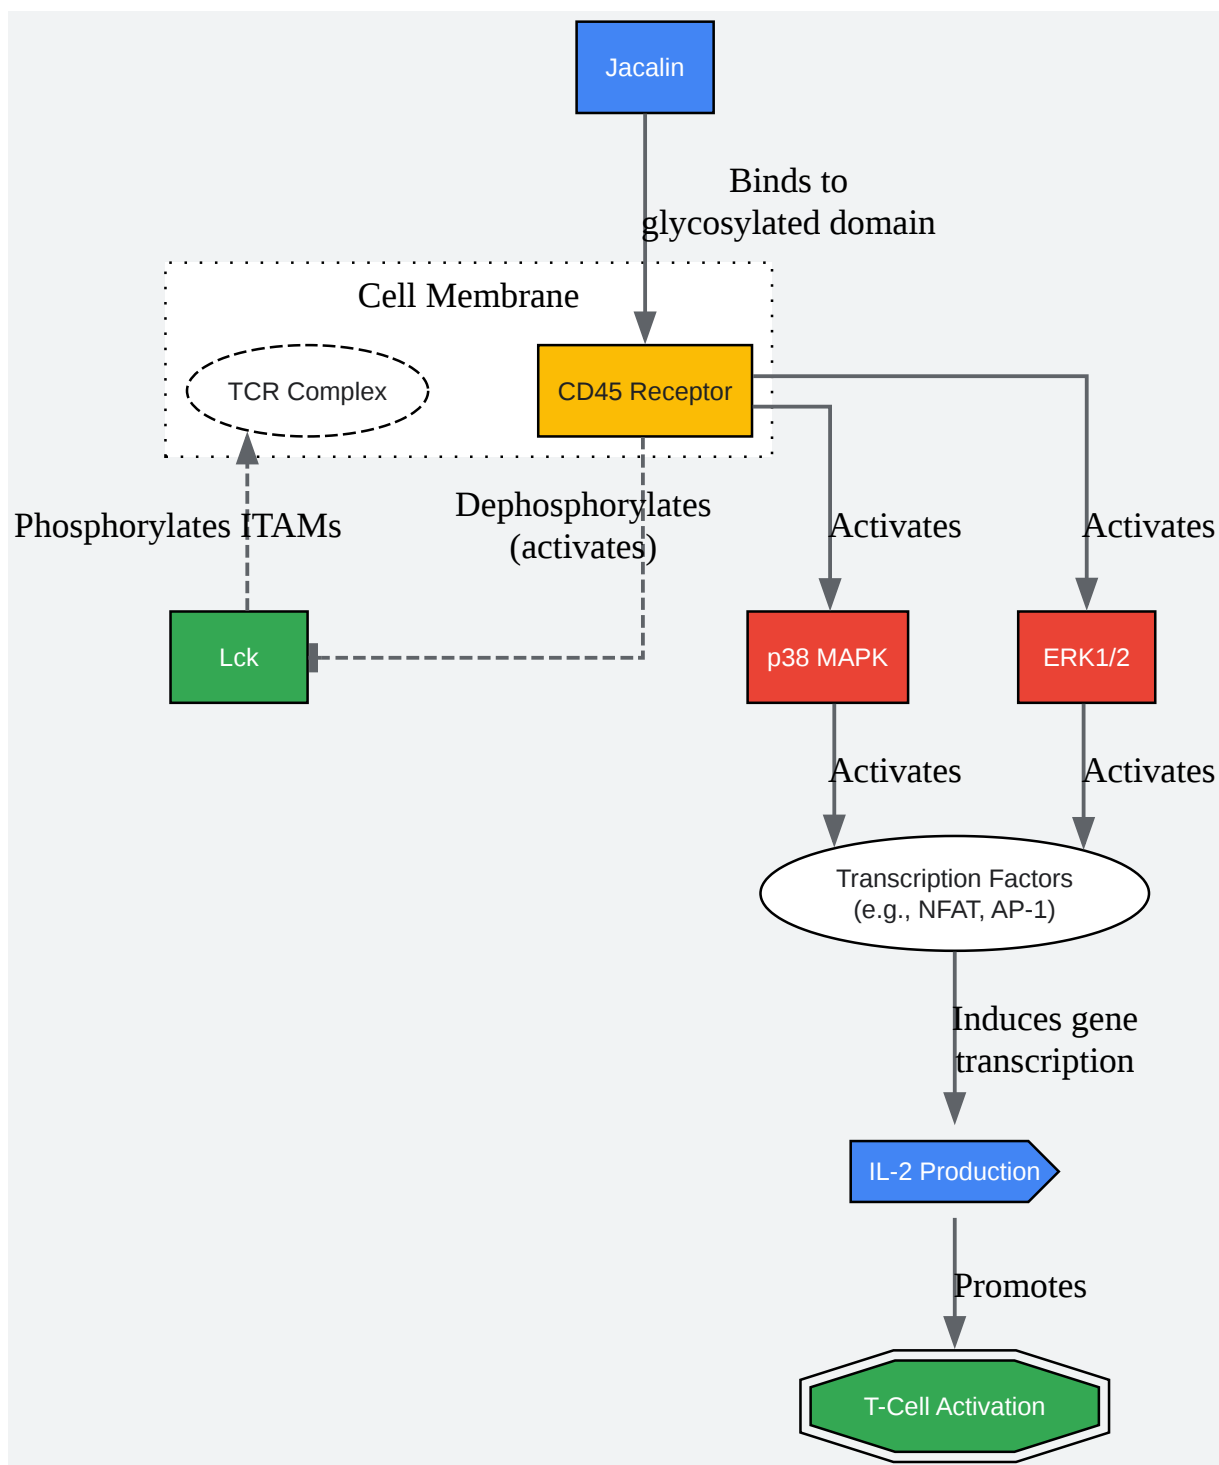 Jacalin
Binds to
glycosylated domain
Cell Membrane
TCR Complex
CD45 Receptor
Phosphorylates ITAMs
Dephosphorylates
(activates)
Activates
Activates
Lck
p38 MAPK
ERK1/2
Activates
Activates
Transcription Factors
(e.g., NFAT, AP-1)
Induces gene
transcription
IL-2 Production
Promotes
T-Cell Activation